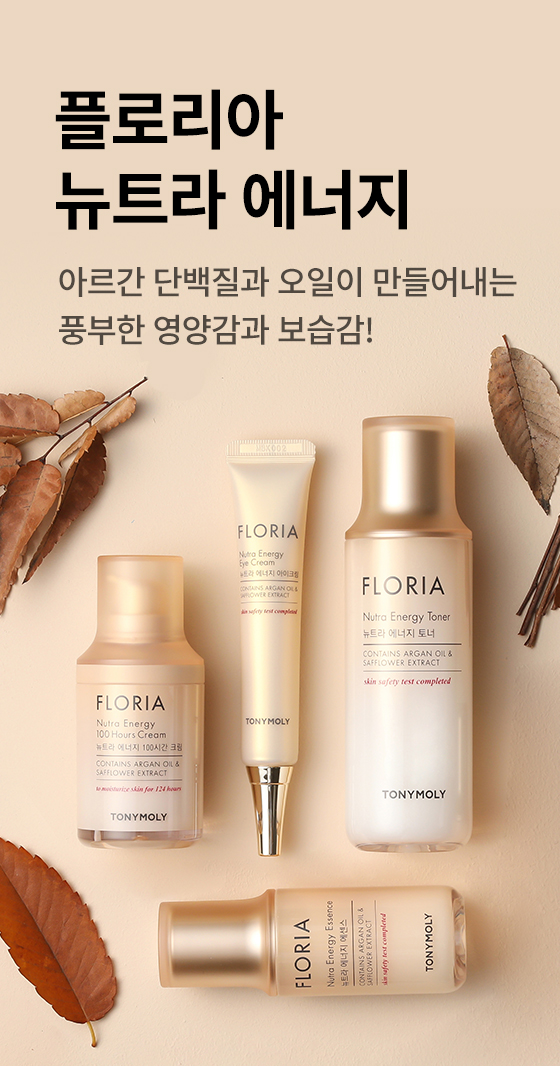 플로리아
뉴트라 에너지
아르간 단백질과 오일이 만들어내는
풍부한 영양감과 보습감!
FLORIA
Nutra Energy
Eye Cream
뉴트라 에너지 아이크림
CONTAINS ARGAN OIL &
SAFFLOWER EXTRACT
skin safety test completed
TONYMOLY
FLORIA
Nutra Energy Toner
뉴트라 에너지 토너
CONTAINS ARGAN OIL &
SAFFLOWER EXTRACT
skin safety test completed
TONYMOLY
FLORIA
Nutra Energy
100 Hours Cream
뉴트라 에너지 100시간 크림
CONTAINS ARGAN OIL &
SAFFLOWER EXTRACT
to moisturize skin for 124 hours
TONYMOLY
FLORIA
Nutra Energy Essence
뉴트라 에너지 에센스
CONTAINS ARGAN OIL &
SAFFLOWER EXTRACT
skin safety test completed
TONYMOLY